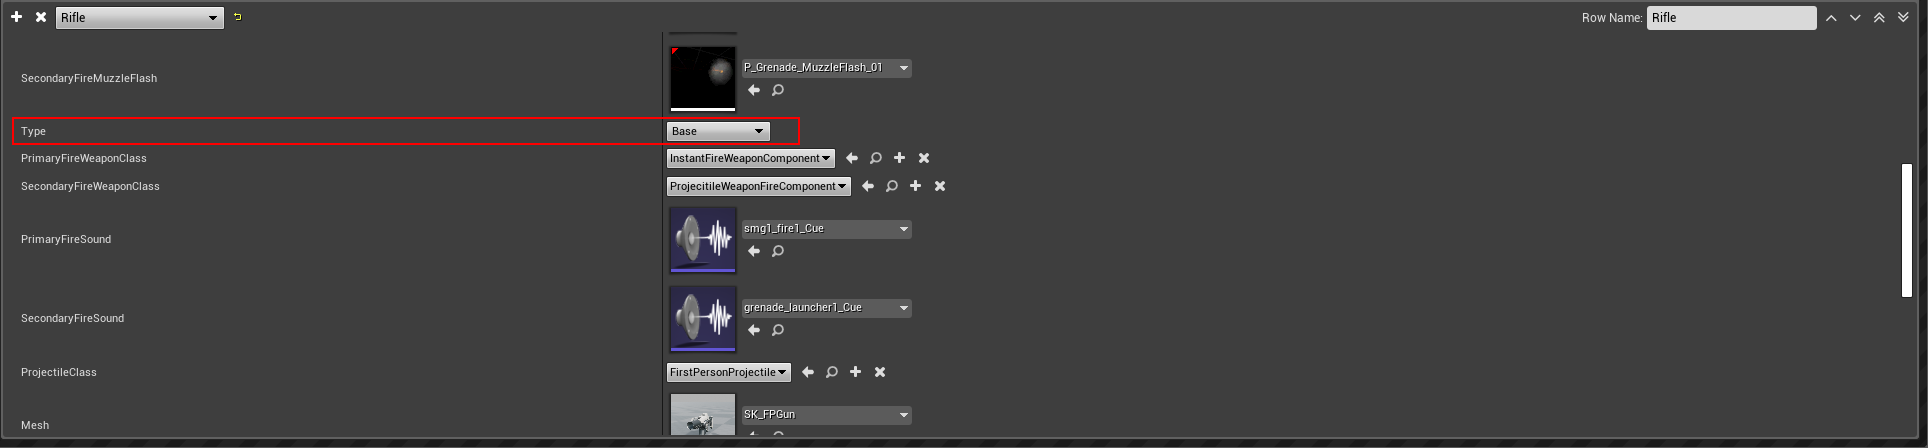 Rifle
Row Name: Rifle
SecondaryFireMuzzleFlash
P_Grenade_MuzzleFlash_01
Type
Base
PrimaryFireWeaponClass
InstantFireWeaponComponent
SecondaryFireWeaponClass
ProjecitileWeaponFireComponent
PrimaryFireSound
smg1_fire1_Cue
SecondaryFireSound
grenade_launcher1_Cue
ProjectileClass
FirstPersonProjectile
Mesh
SK_FPGun